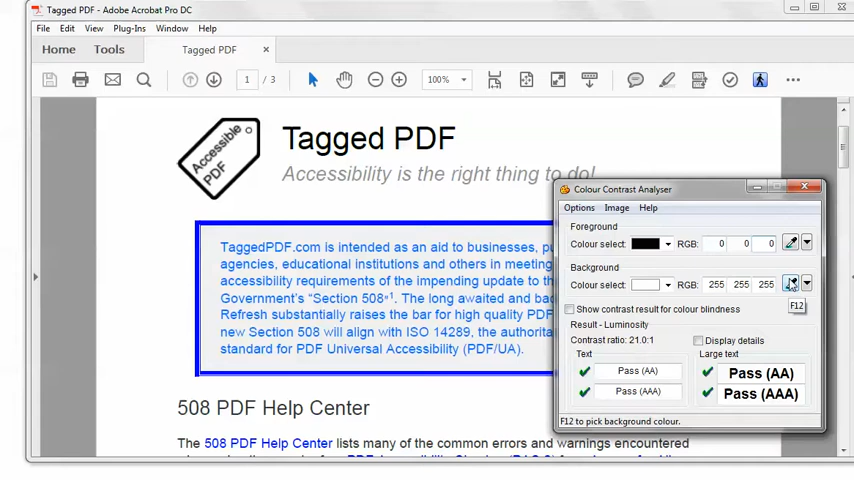 Tagged PDF - Adobe Acrobat Pro DC
File Edit View Plug-Ins Window Help
Home Tools Tagged PDF ×
1 / 3 100%
Accessible PDF
Tagged PDF
Accessibility is the right thing to do!
TaggedPDF.com is intended as an aid to businesses, pu
agencies, educational institutions and others in meeting
accessibility requirements of the impending update to th
Government's "Section 508"¹. The long awaited and
Refresh substantially raises the bar for high quality PDF
new Section 508 will align with ISO 14289, the authorita
standard for PDF Universal Accessibility (PDF/UA).
508 PDF Help Center
The 508 PDF Help Center lists many of the common errors and warnings encountered
Colour Contrast Analyser
Options Image Help
Foreground
Colour select: RGB: 0 0 0
Background
Colour select: RGB: 255 255 255
F12
Show contrast result for colour blindness
Result - Luminosity
Contrast ratio: 21.0:1
Display details
Text Large text
Pass (AA) Pass (AA)
Pass (AAA) Pass (AAA)
F12 to pick background colour.